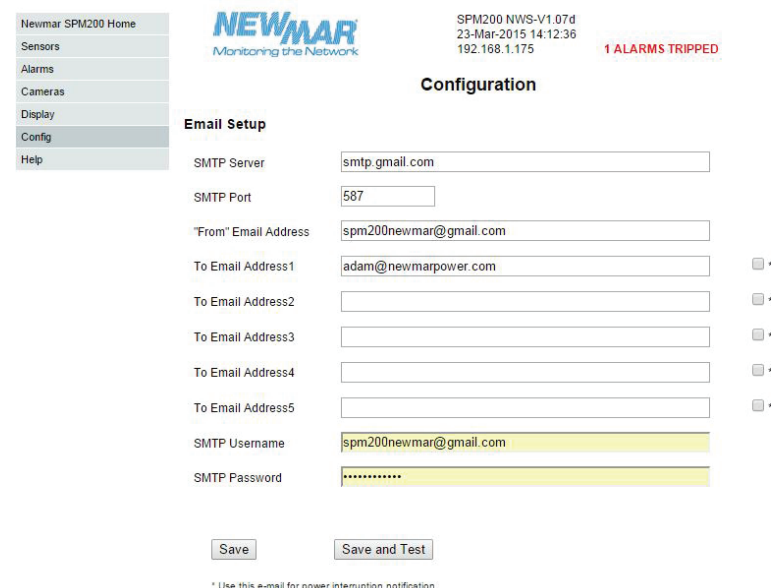 Newmar SPM200 Home
Sensors
Alarms
Cameras
Display
Config
Help
NEWMAR
Monitoring the Network
SPM200 NWS-V1.07d
23-Mar-2015 14:12:36
192.168.1.175 1 ALARMS TRIPPED
Configuration
Email Setup
SMTP Server smtp.gmail.com
SMTP Port 587
"From" Email Address spm200newmar@gmail.com
To Email Address1 adam@newmarpower.com *
To Email Address2 *
To Email Address3 *
To Email Address4 *
To Email Address5 *
SMTP Username spm200newmar@gmail.com
SMTP Password ••••••••••••
Save Save and Test
* Use this e-mail for power interruption notification